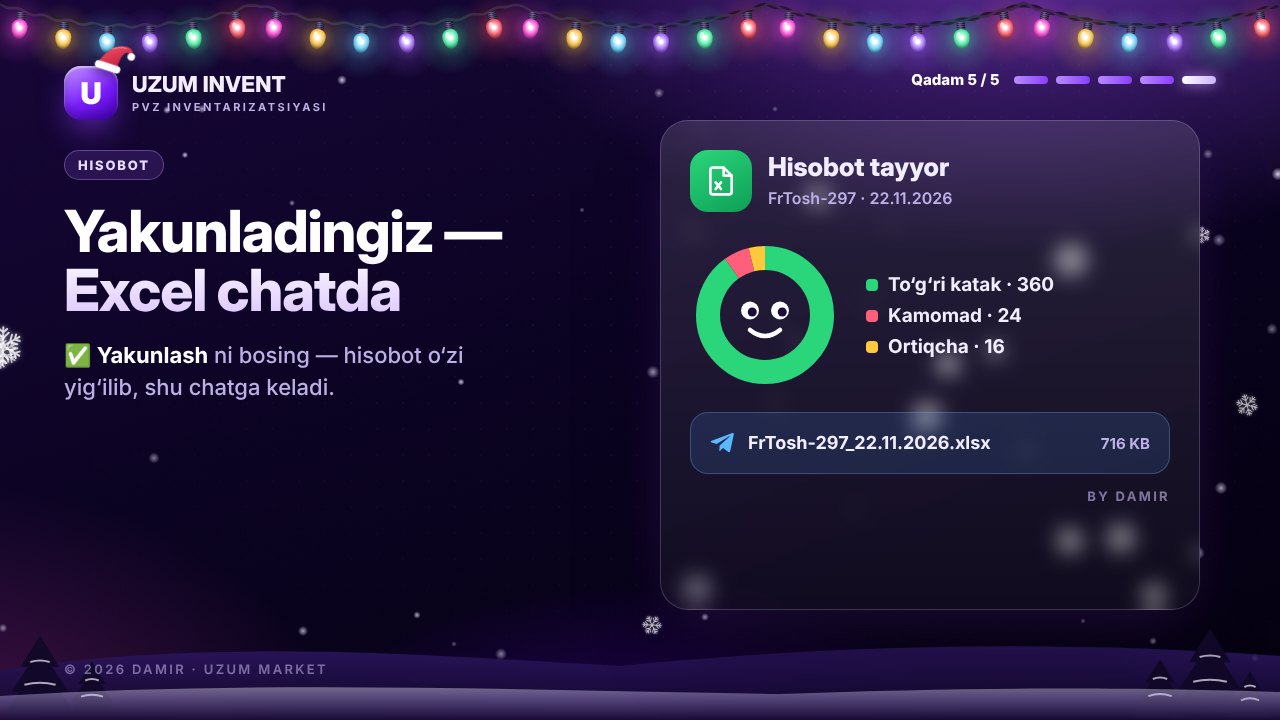 U
UZUM INVENT
PVZ INVENTARIZATSIYASI
Qadam 5 / 5
HISOBOT
Yakunladingiz —
Excel chatda
✅ Yakunlash ni bosing — hisobot oʻzi
yigʻilib, shu chatga keladi.
Hisobot tayyor
FrTosh-297 · 22.11.2026
Toʻgʻri katak · 360
Kamomad · 24
Ortiqcha · 16
FrTosh-297_22.11.2026.xlsx
716 KB
BY DAMIR
© 2026 DAMIR · UZUM MARKET